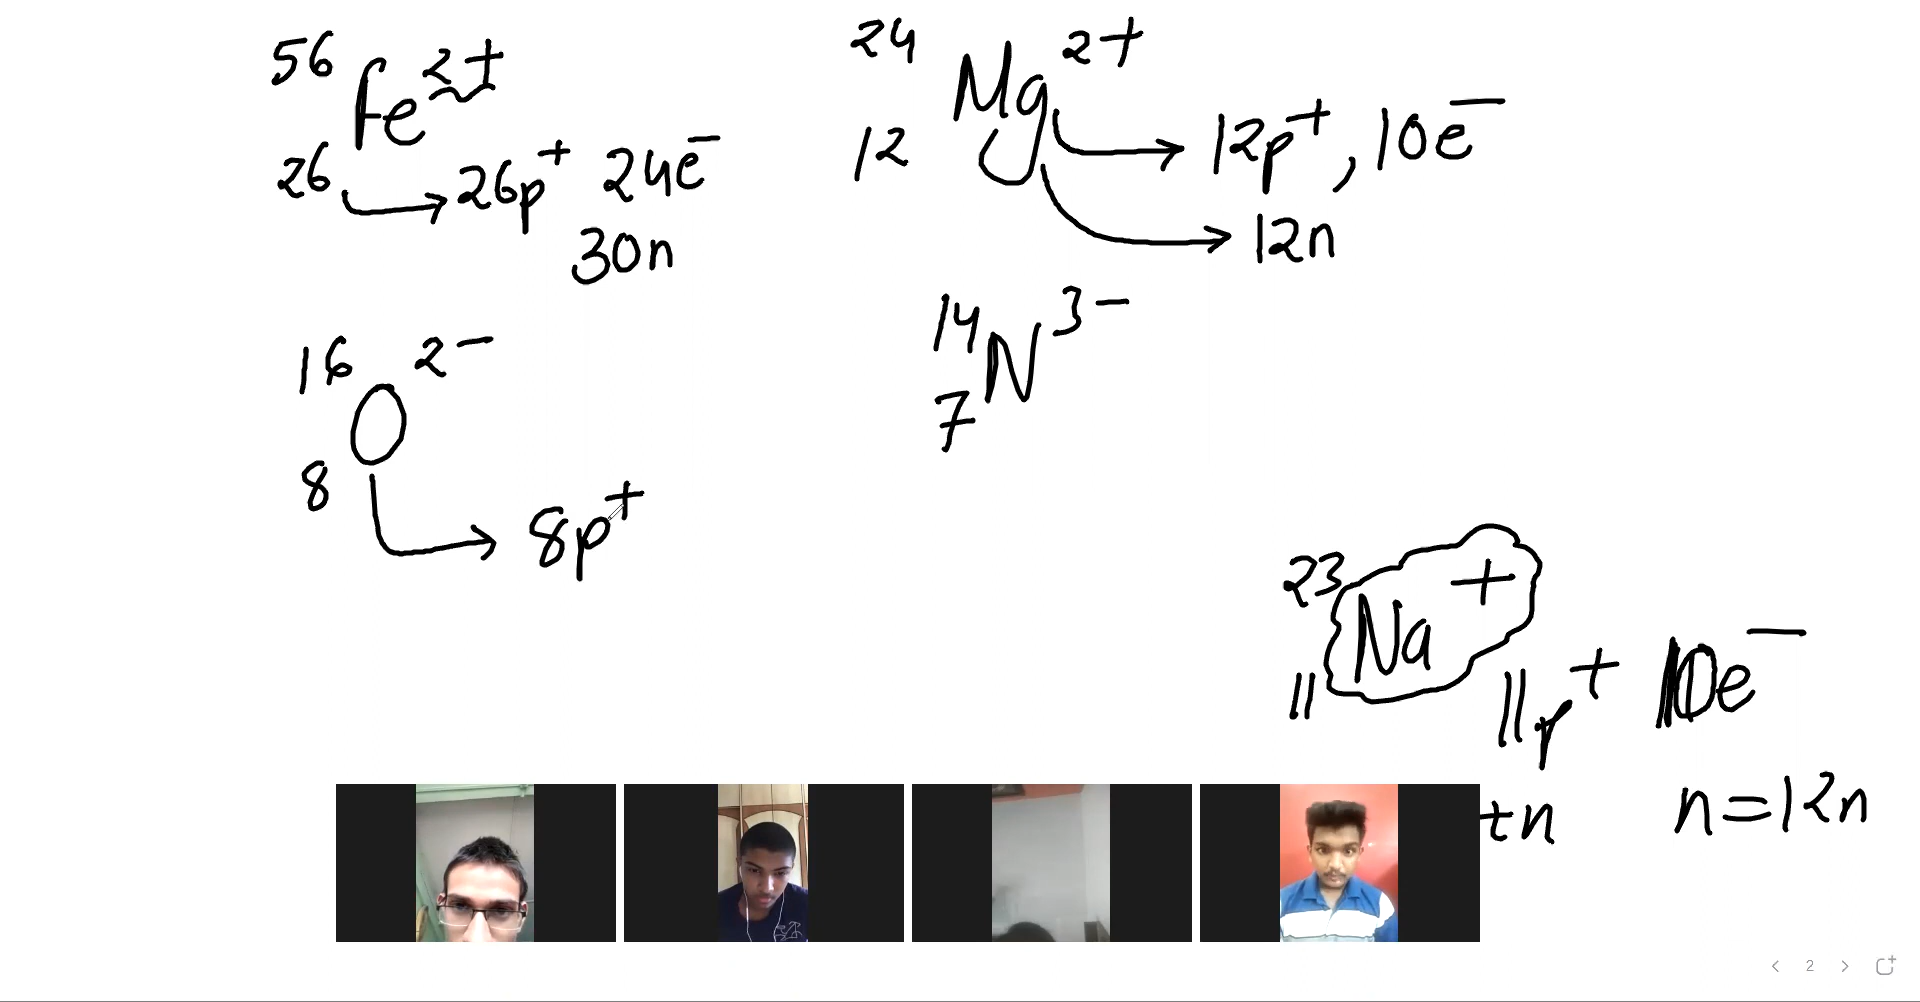 56 Fe 2+
26 → 26p+ 24e−
30n
24 Mg 2+
12 → 12p+, 10e−
→ 12n
16 O 2−
8 → 8p+
14 N 3−
7
23 Na +
11 11p+ 10e−
+n n=12n
2